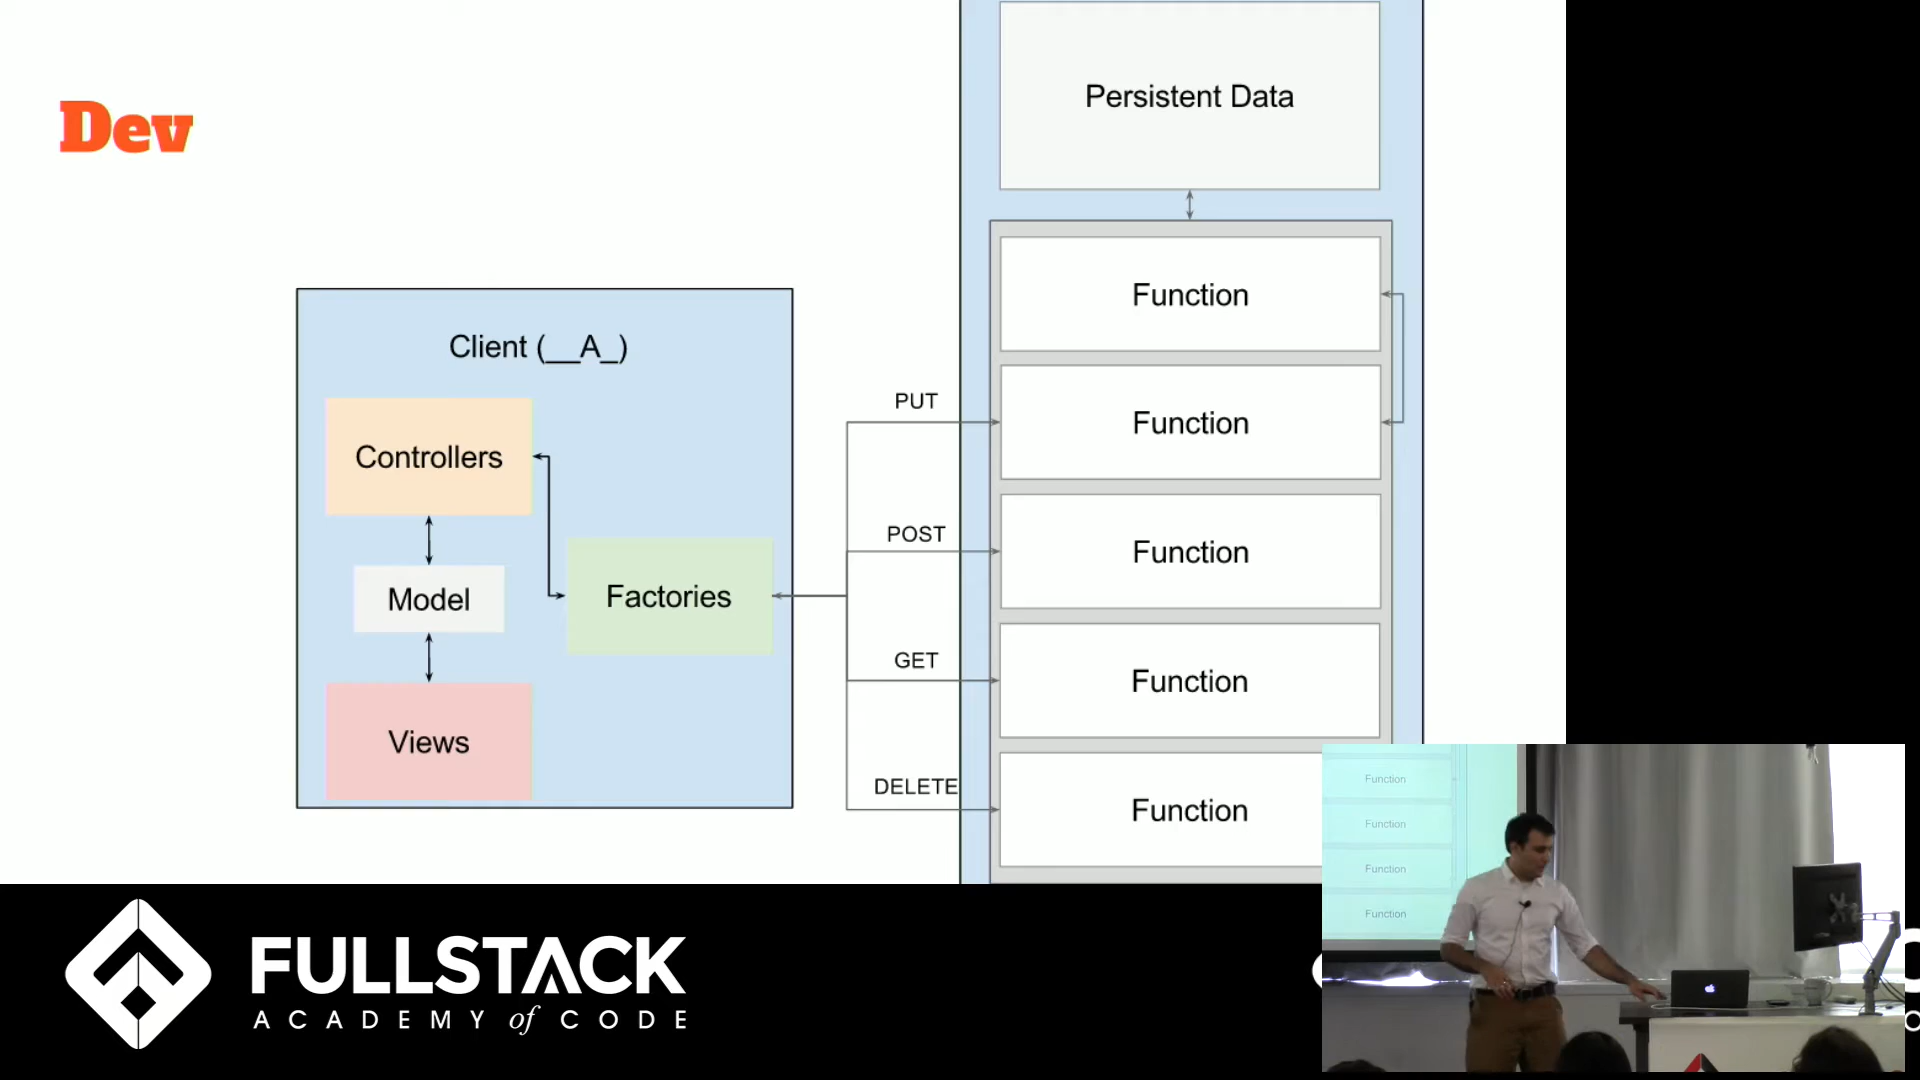 Dev
Persistent Data
Function
Function
Function
Function
Function
Client (__A_)
Controllers
Model
Views
Factories
PUT
POST
GET
DELETE
FULLSTACK
ACADEMY of CODE
Function
Function
Function
Function